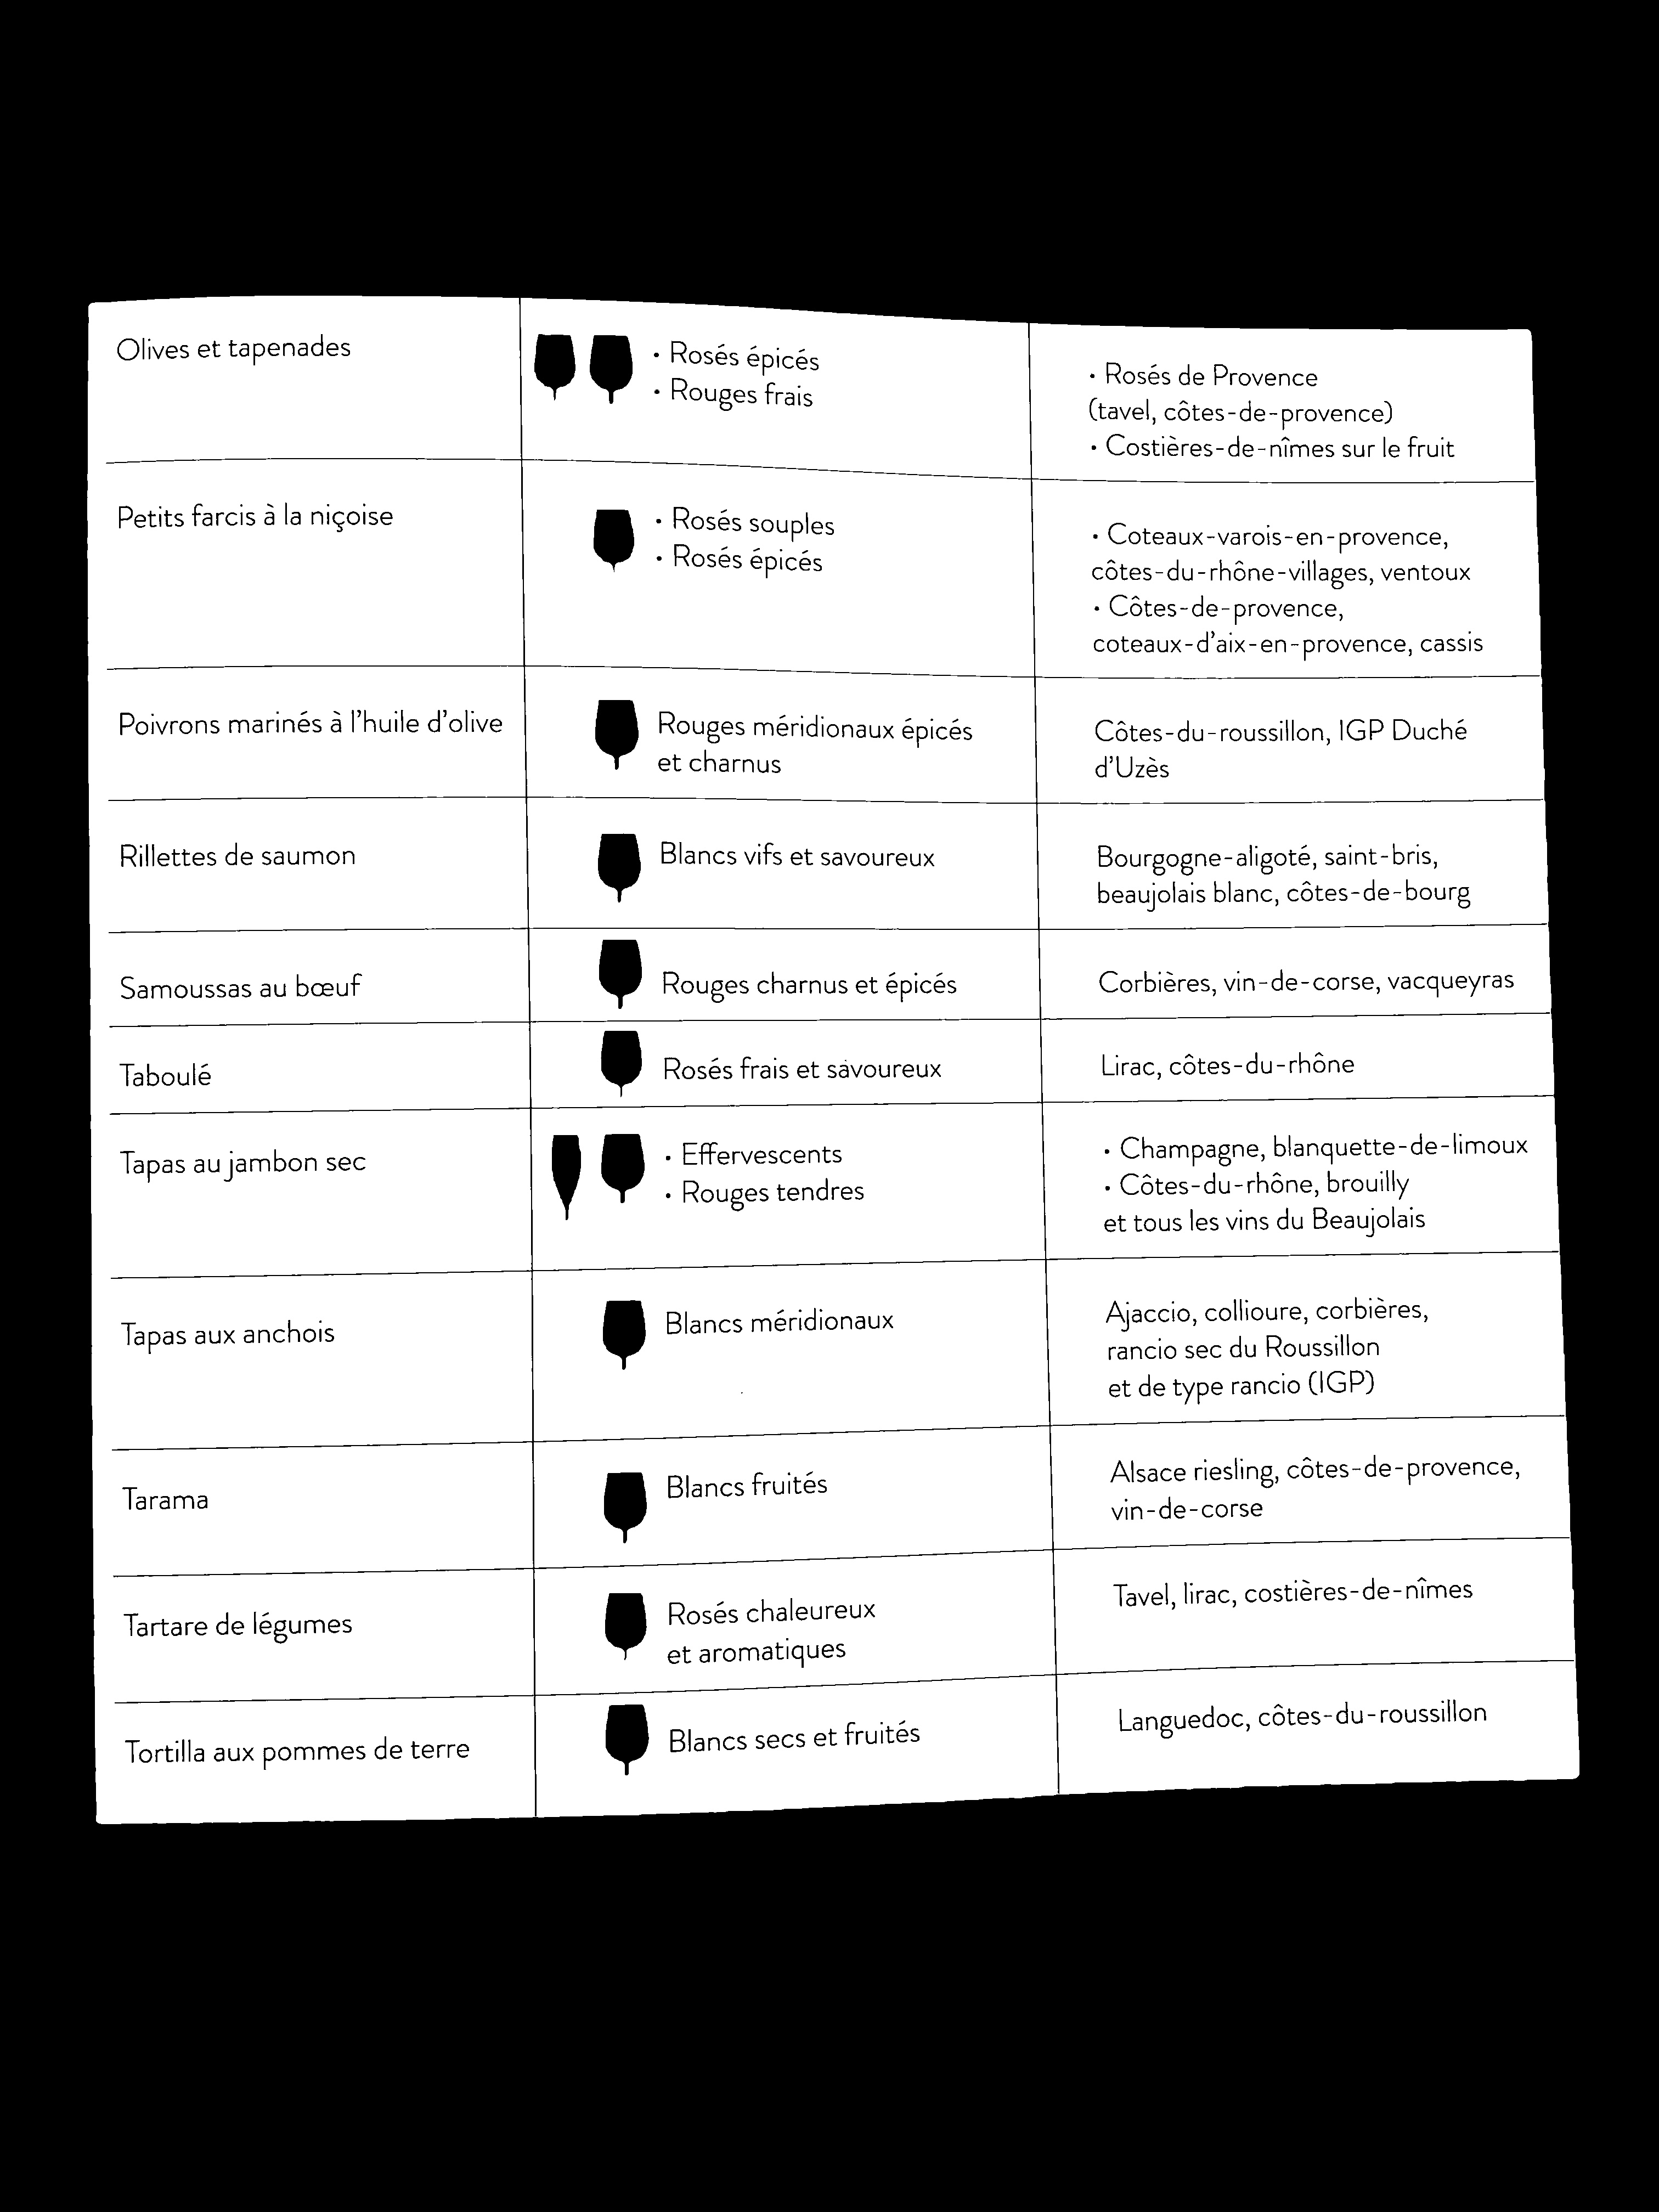 Olives et tapenades
• Rosés épicés
• Rouges frais
• Rosés de Provence
(tavel, côtes-de-provence)
• Costières-de-nîmes sur le fruit
Petits farcis à la niçoise
• Rosés souples
• Rosés épicés
• Coteaux-varois-en-provence,
côtes-du-rhône-villages, ventoux
• Côtes-de-provence,
coteaux-d'aix-en-provence, cassis
Poivrons marinés à l'huile d'olive
Rouges méridionaux épicés
et charnus
Côtes-du-roussillon, IGP Duché
d'Uzès
Rillettes de saumon
Blancs vifs et savoureux
Bourgogne-aligoté, saint-bris,
beaujolais blanc, côtes-de-bourg
Samoussas au bœuf
Rouges charnus et épicés
Corbières, vin-de-corse, vacqueyras
Taboulé
Rosés frais et savoureux
Lirac, côtes-du-rhône
Tapas au jambon sec
• Effervescents
• Rouges tendres
• Champagne, blanquette-de-limoux
• Côtes-du-rhône, brouilly
et tous les vins du Beaujolais
Tapas aux anchois
Blancs méridionaux
Ajaccio, collioure, corbières,
rancio sec du Roussillon
et de type rancio (IGP)
Tarama
Blancs fruités
Alsace riesling, côtes-de-provence,
vin-de-corse
Tartare de légumes
Rosés chaleureux
et aromatiques
Tavel, lirac, costières-de-nîmes
Tortilla aux pommes de terre
Blancs secs et fruités
Languedoc, côtes-du-roussillon